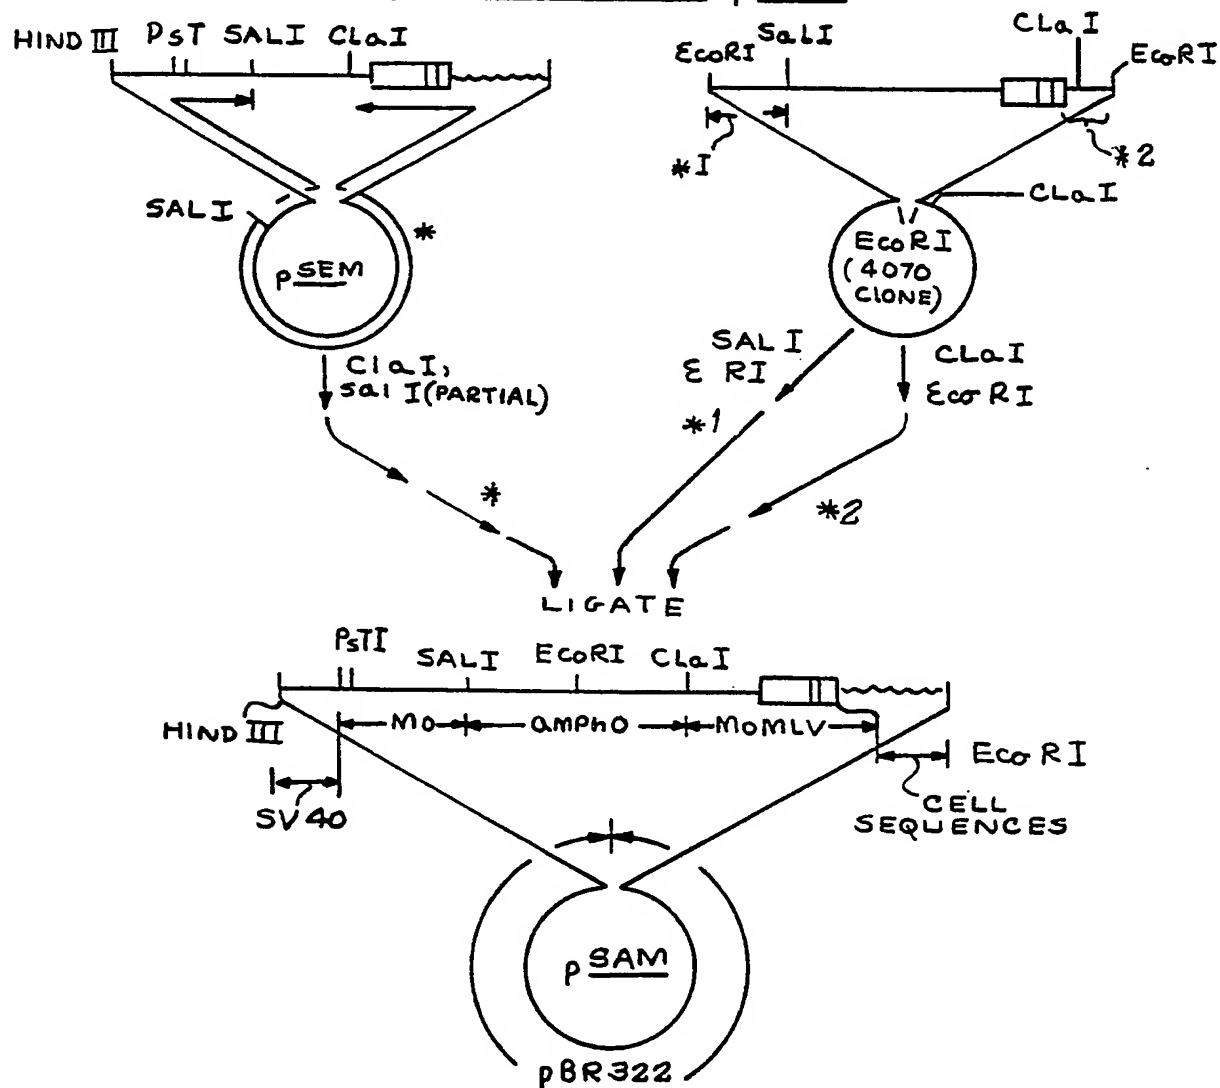 HIND III PST SALI CLaI
SALI
pSEM
*
ClaI,
SalI(PARTIAL)
*
EcoRI SaLI CLaI EcoRI
*I
*2
CLaI
EcoRI
(4070
CLONE)
SALI
& RI
*1
CLaI
EcoRI
*2
LIGATE
PsTI
SALI EcoRI CLaI
HIND III
MO amphO MOMLV
EcoRI
SV40
CELL
SEQUENCES
pSAM
pBR322